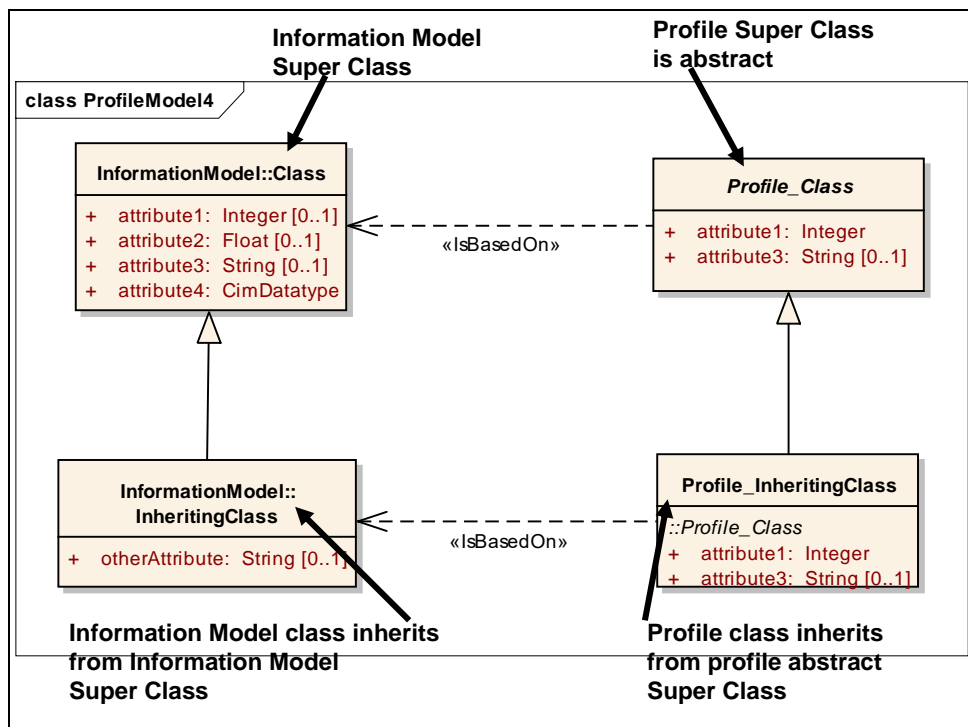 Information Model
Super Class
Profile Super Class
is abstract
class ProfileModel4
InformationModel::Class
+ attribute1: Integer [0..1]
+ attribute2: Float [0..1]
+ attribute3: String [0..1]
+ attribute4: CimDatatype
Profile_Class
+ attribute1: Integer
+ attribute3: String [0..1]
«IsBasedOn»
InformationModel::
InheritingClass
+ otherAttribute: String [0..1]
Profile_InheritingClass
::Profile_Class
+ attribute1: Integer
+ attribute3: String [0..1]
«IsBasedOn»
Information Model class inherits
from Information Model
Super Class
Profile class inherits
from profile abstract
Super Class